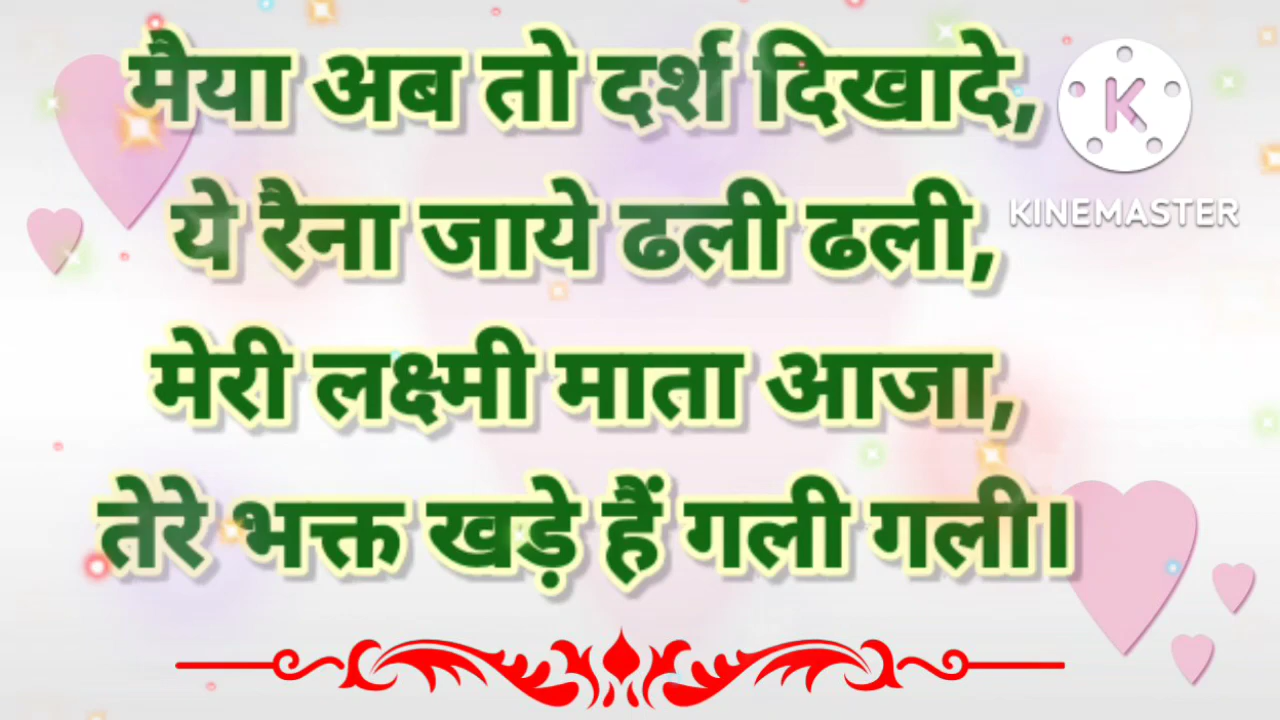 मैया अब तो दर्श दिखादे,
ये रैना जाये ढली ढली,
मेरी लक्ष्मी माता आजा,
तेरे भक्त खड़े हैं गली गली।
K
KINEMASTER